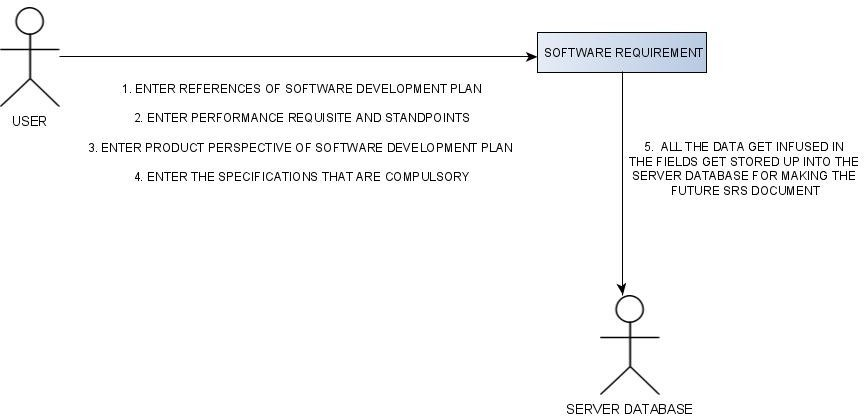 SOFTWARE REQUIREMENT
1. ENTER REFERENCES OF SOFTWARE DEVELOPMENT PLAN
2. ENTER PERFORMANCE REQUISITE AND STANDPOINTS
USER
3. ENTER PRODUCT PERSPECTIVE OF SOFTWARE DEVELOPMENT PLAN
4. ENTER THE SPECIFICATIONS THAT ARE COMPULSORY
5. ALL THE DATA GET INFUSED IN
THE FIELDS GET STORED UP INTO THE
SERVER DATABASE FOR MAKING THE
FUTURE SRS DOCUMENT
SERVER DATABASE